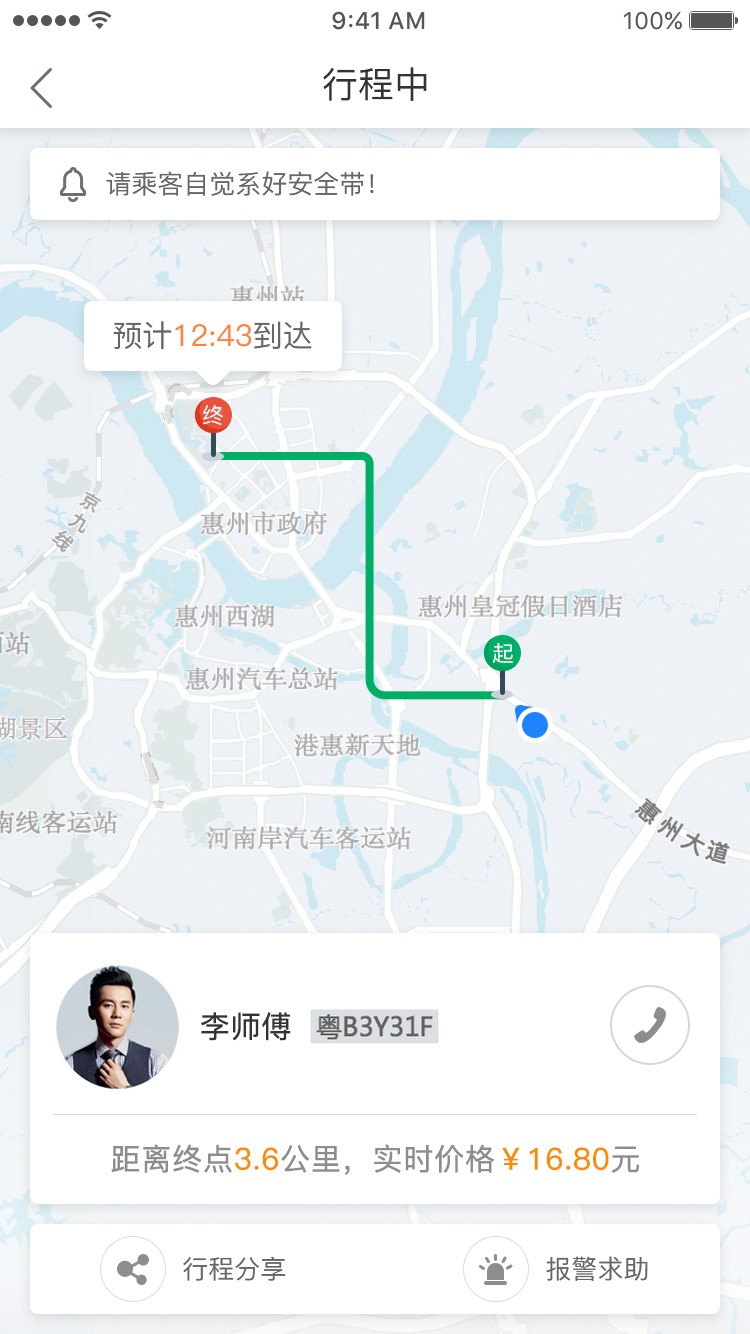 9:41 AM 100%
行程中
请乘客自觉系好安全带！
惠州站
预计12:43到达
终
京九线
惠州市政府
惠州皇冠假日酒店
惠州西湖
站
起
惠州汽车总站
湖景区
港惠新天地
惠州大道
南线客运站
河南岸汽车客运站
李师傅 粤B3Y31F
距离终点3.6公里，实时价格￥16.80元
行程分享 报警求助